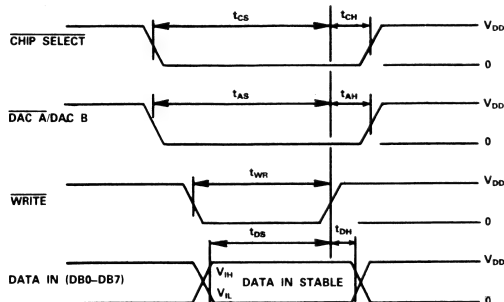 tCS tCH
VDD
CHIP SELECT
0
tAS tAH
VDD
DAC A/DAC B
0
tWR
VDD
WRITE
0
tDS tDH
VDD
VIH
DATA IN (DB0–DB7) DATA IN STABLE
VIL
0